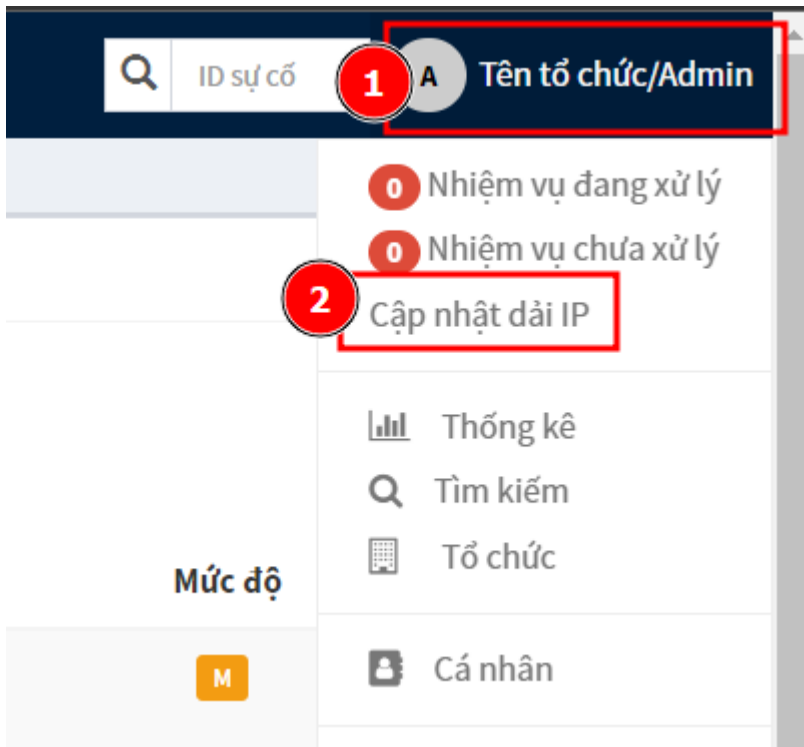 ID sự cố
1
A
Tên tổ chức/Admin
0 Nhiệm vụ đang xử lý
0 Nhiệm vụ chưa xử lý
2
Cập nhật dải IP
Thống kê
Tìm kiếm
Tổ chức
Mức độ
M
Cá nhân